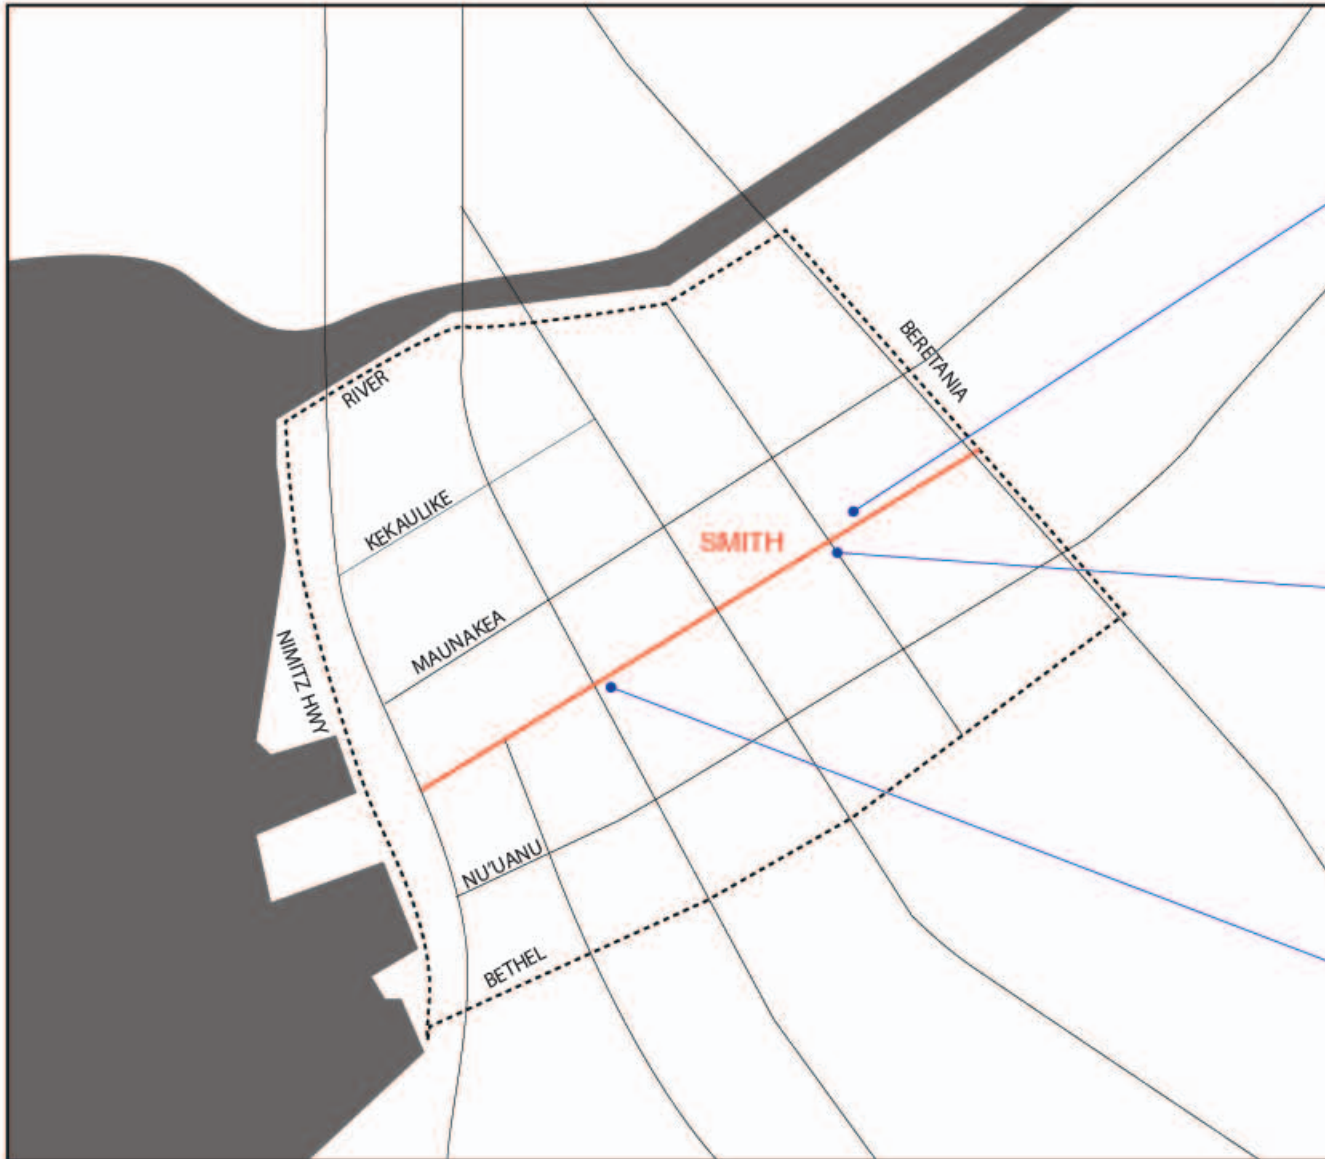 BERETANIA
RIVER
KEKAULIKE
SMITH
MAUNAKEA
NIMITZ HWY
NU'UANU
BETHEL